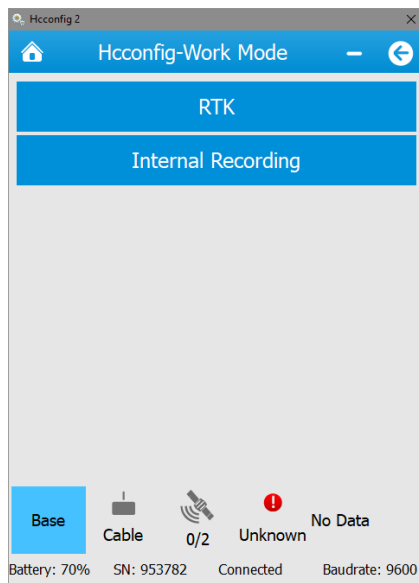 Hcconfig 2
Hcconfig-Work Mode
RTK
Internal Recording
Base
Cable
0/2
Unknown
No Data
Battery: 70% SN: 953782 Connected Baudrate: 9600